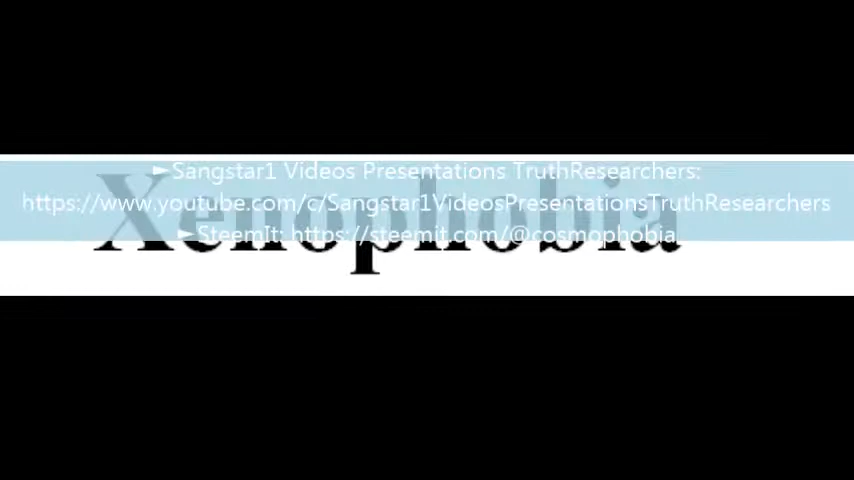 ►Sangstar1 Videos Presentations TruthResearchers:
https://www.youtube.com/c/Sangstar1VideosPresentationsTruthResearchers
►SteemIt: https://steemit.com/@cosmophobia
Xenophobia